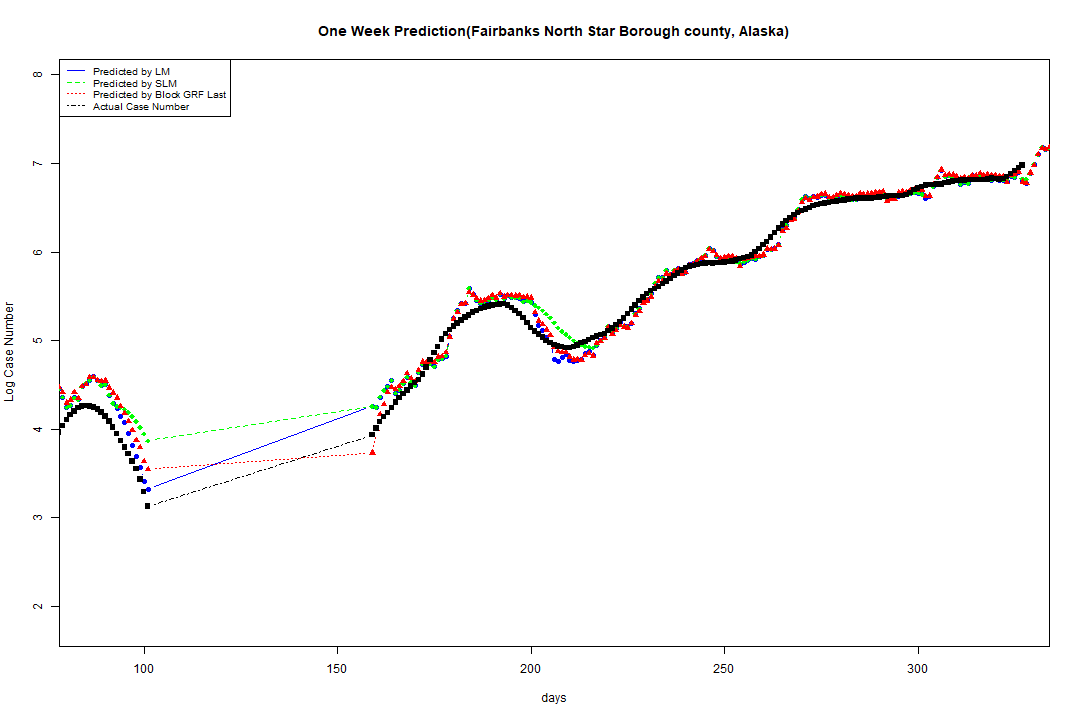 One Week Prediction(Fairbanks North Star Borough county, Alaska)
Predicted by LM
Predicted by SLM
Predicted by Block GRF Last
Actual Case Number
8
7
6
5
4
3
2
Log Case Number
100 150 200 250 300
days